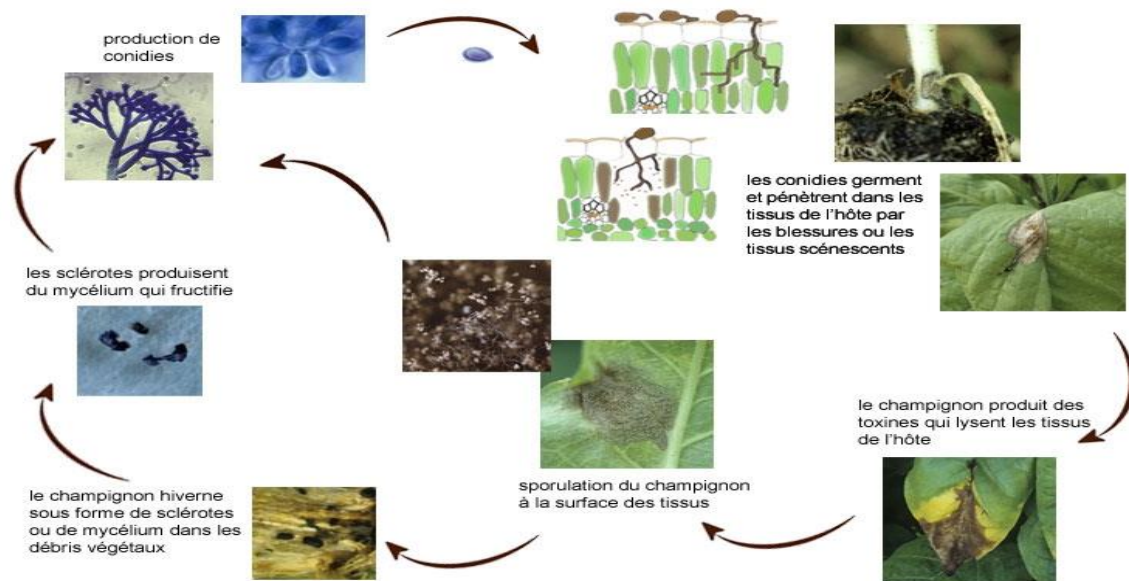 production de
conidies
les conidies germent
et pénètrent dans les
tissus de l'hôte par
les blessures ou les
tissus scénescents
le champignon produit des
toxines qui lysent les tissus
de l'hôte
sporulation du champignon
à la surface des tissus
le champignon hiverne
sous forme de sclérotes
ou de mycélium dans les
débris végétaux
les sclérotes produisent
du mycélium qui fructifie